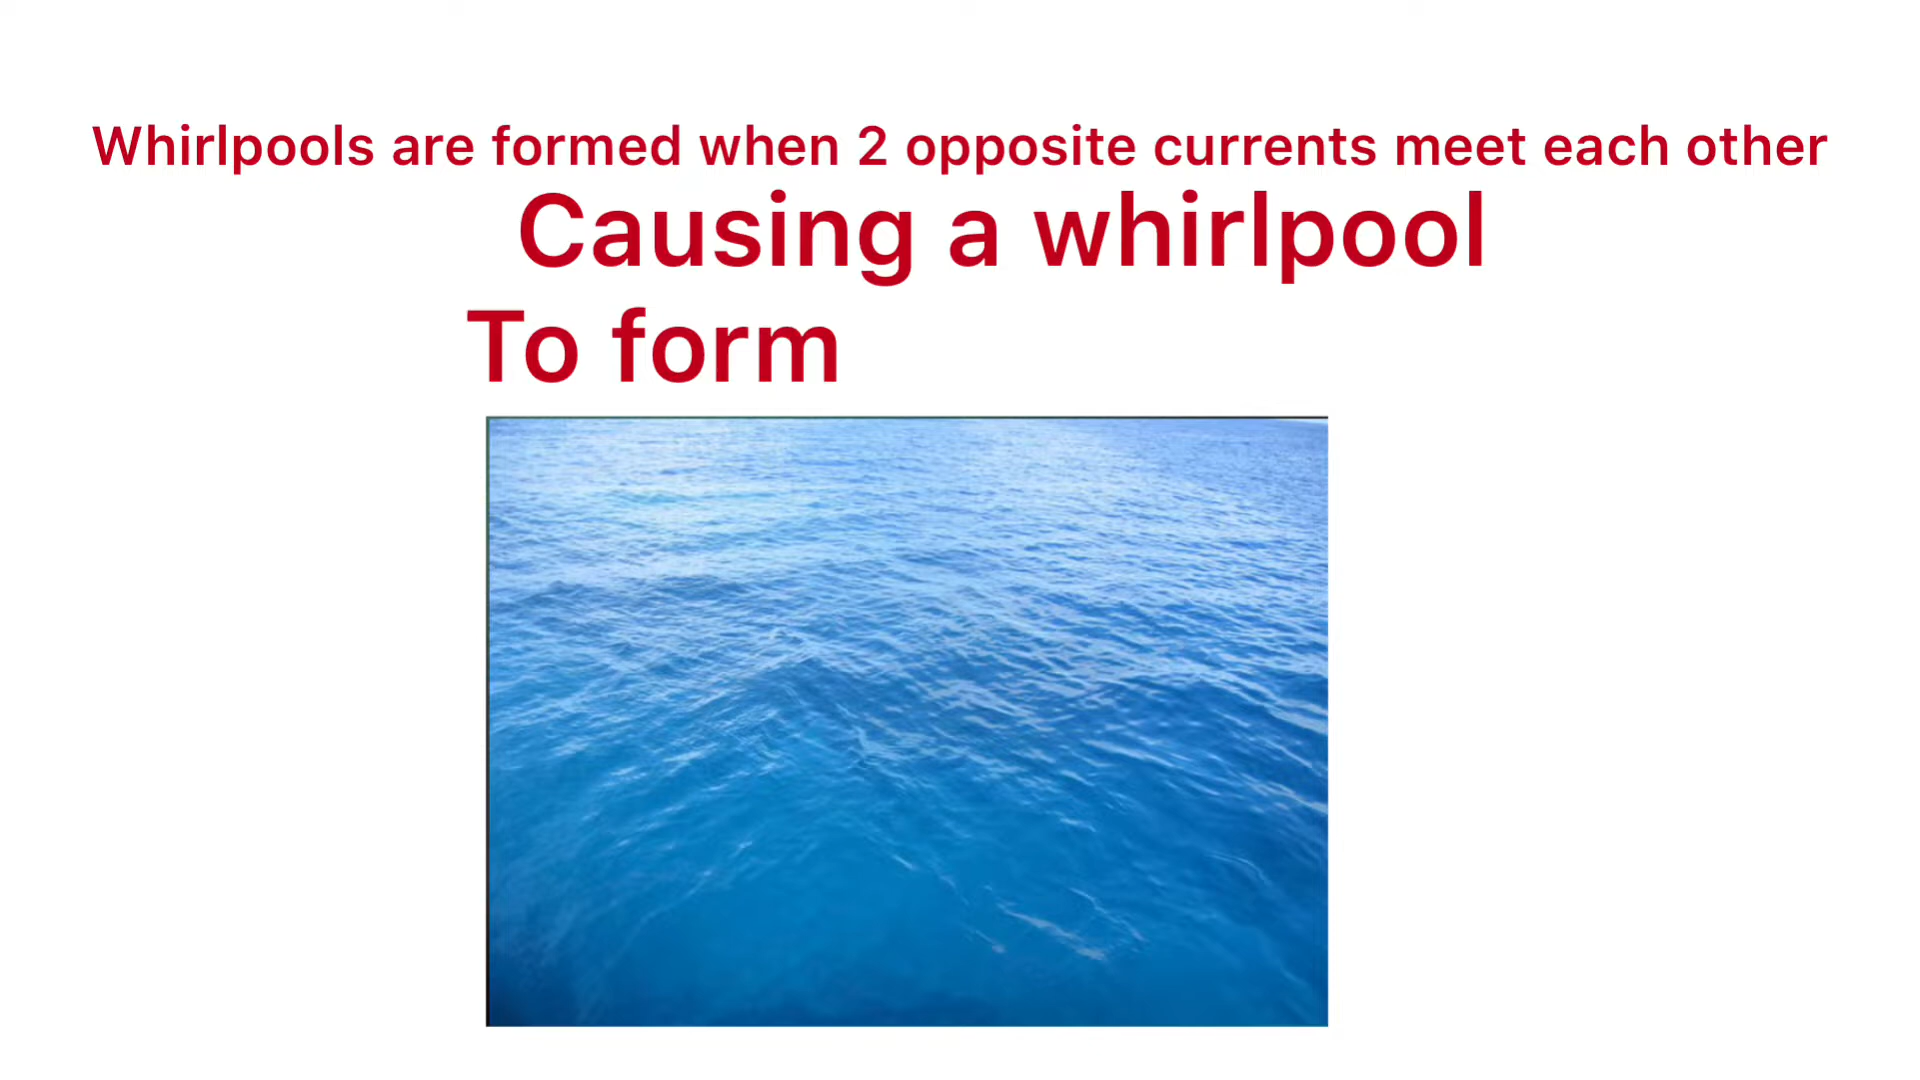 Whirlpools are formed when 2 opposite currents meet each other
Causing a whirlpool
To form